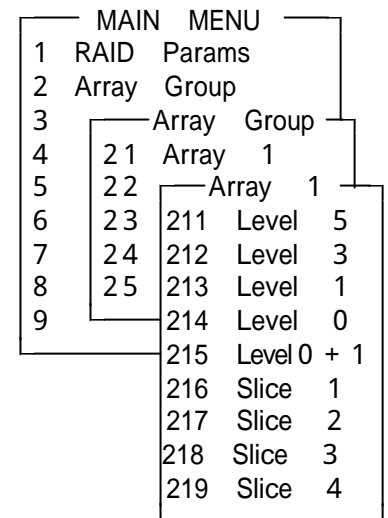 MAIN MENU
1 RAID Params
2 Array Group
3 Array Group
4 21 Array 1
5 22 Array 1
6 23 211 Level 5
7 24 212 Level 3
8 25 213 Level 1
9 214 Level 0
215 Level 0 + 1
216 Slice 1
217 Slice 2
218 Slice 3
219 Slice 4